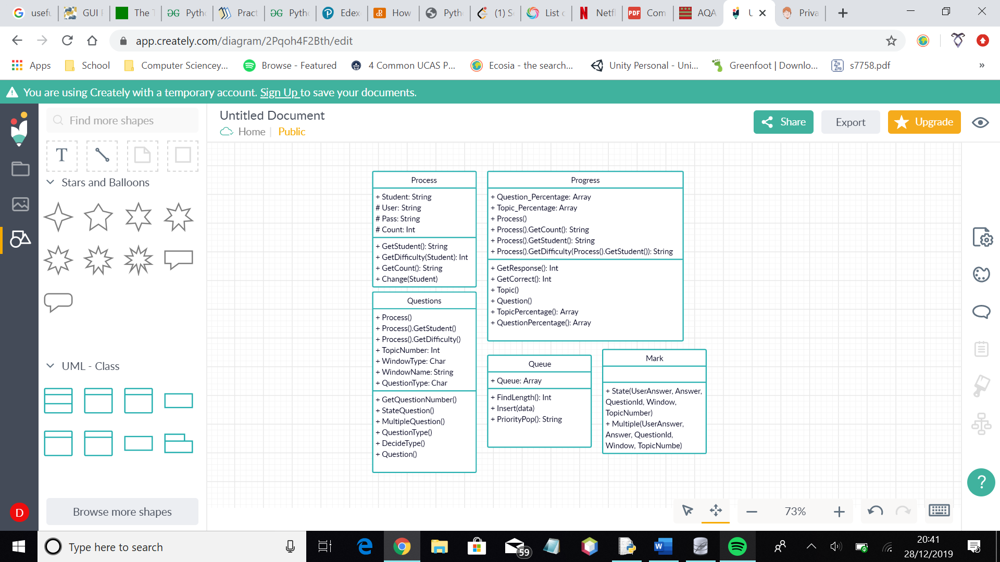 usefu
GUI F
The T
Pytho
Pract
Pytho
Edex
How
Pytho
(1) S
List o
Netfl
PDF
Com
AQA
U
Priva
app.creately.com/diagram/2Pqoh4F2Bth/edit
Apps
School
Computer Sciencey...
Browse - Featured
4 Common UCAS P...
Ecosia - the search...
Unity Personal - Uni...
Greenfoot | Downlo...
s7758.pdf
»
You are using Creately with a temporary account. Sign Up to save your documents.
Find more shapes
Untitled Document
Home | Public
Share
Export
Upgrade
T
Stars and Balloons
UML - Class
Browse more shapes
D
Process
+ Student: String
# User: String
# Pass: String
# Count: Int
+ GetStudent(): String
+ GetDifficulty(Student): Int
+ GetCount(): String
+ Change(Student)
Progress
+ Question_Percentage: Array
+ Topic_Percentage: Array
+ Process()
+ Process().GetCount(): String
+ Process().GetStudent(): String
+ Process().GetDifficulty(Process().GetStudent()): String
+ GetResponse(): Int
+ GetCorrect(): Int
+ Topic()
+ Question()
+ TopicPercentage(): Array
+ QuestionPercentage(): Array
Questions
+ Process()
+ Process().GetStudent()
+ Process().GetDifficulty()
+ TopicNumber: Int
+ WindowType: Char
+ WindowName: String
+ QuestionType: Char
+ GetQuestionNumber()
+ StateQuestion()
+ MultipleQuestion()
+ QuestionType()
+ DecideType()
+ Question()
Queue
+ Queue: Array
+ FindLength(): Int
+ Insert(data)
+ PriorityPop(): String
Mark
+ State(UserAnswer, Answer,
QuestionId, Window,
TopicNumber)
+ Multiple(UserAnswer,
Answer, QuestionId,
Window, TopicNumbe)
?
73%
Type here to search
59
20:41
28/12/2019